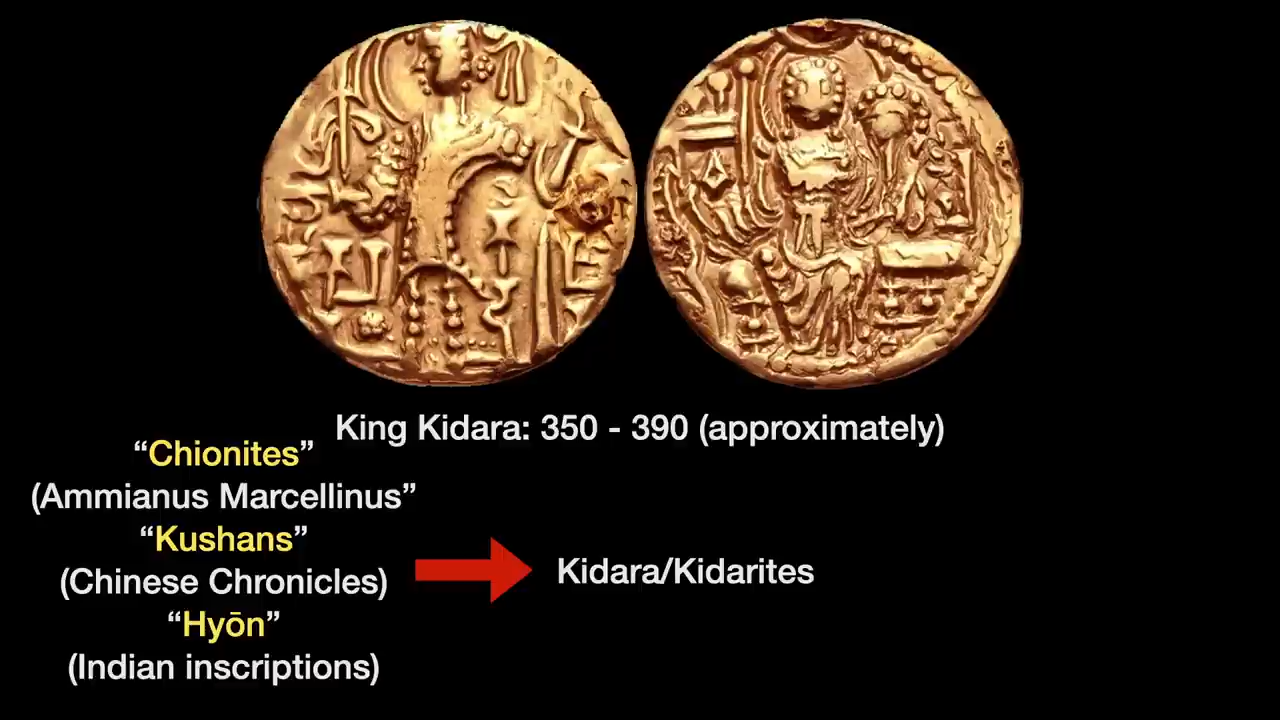 King Kidara: 350 - 390 (approximately)
“Chionites”
(Ammianus Marcellinus”
“Kushans”
(Chinese Chronicles)
“Hyōn”
(Indian inscriptions)
Kidara/Kidarites